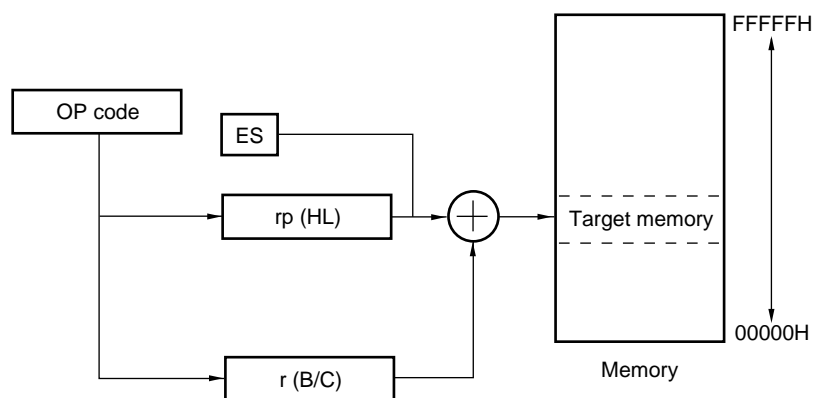 FFFFFH
OP code
ES
rp (HL)
Target memory
00000H
r (B/C)
Memory